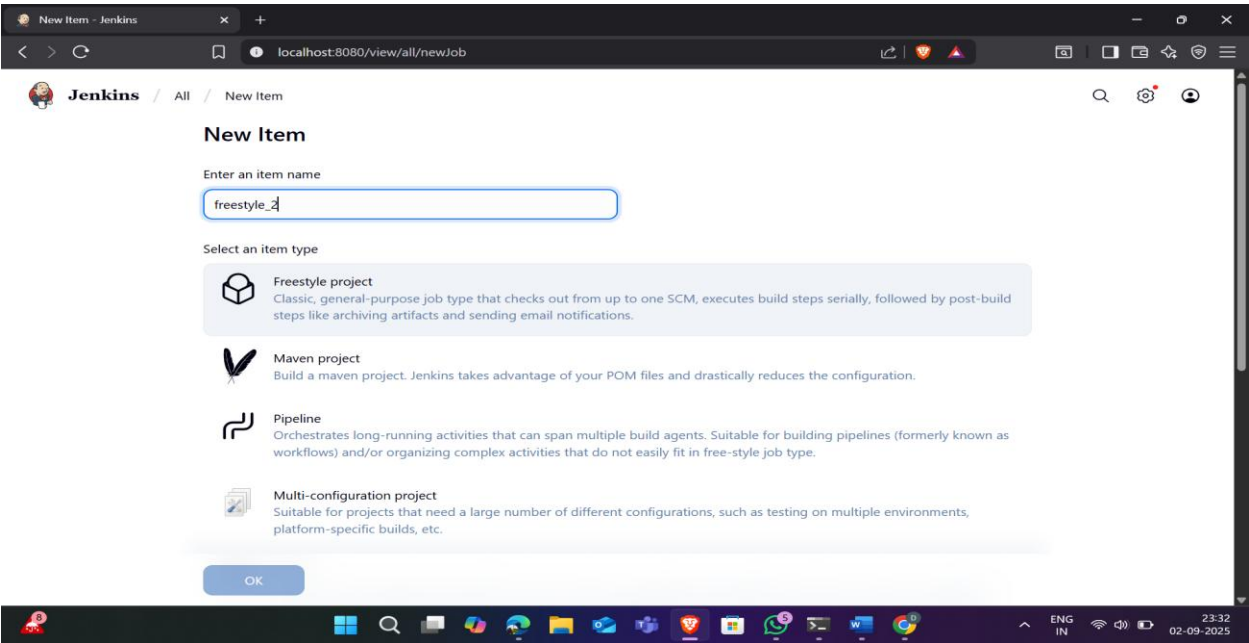 New Item - Jenkins
localhost:8080/view/all/newJob
Jenkins / All / New Item
New Item
Enter an item name
freestyle_2
Select an item type
Freestyle project
Classic, general-purpose job type that checks out from up to one SCM, executes build steps serially, followed by post-build
steps like archiving artifacts and sending email notifications.
Maven project
Build a maven project. Jenkins takes advantage of your POM files and drastically reduces the configuration.
Pipeline
Orchestrates long-running activities that can span multiple build agents. Suitable for building pipelines (formerly known as
workflows) and/or organizing complex activities that do not easily fit in free-style job type.
Multi-configuration project
Suitable for projects that need a large number of different configurations, such as testing on multiple environments,
platform-specific builds, etc.
OK
8
5
ENG
IN
23:32
02-09-2025